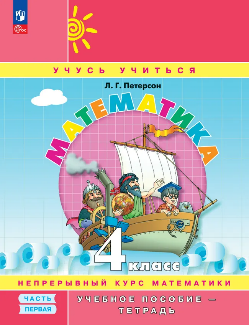 УЧУСЬ УЧИТЬСЯ
Л. Г. Петерсон
МАТЕМАТИКА
4 класс
НЕПРЕРЫВНЫЙ КУРС МАТЕМАТИКИ
ЧАСТЬ
ПЕРВАЯ
УЧЕБНОЕ ПОСОБИЕ –
ТЕТРАДЬ